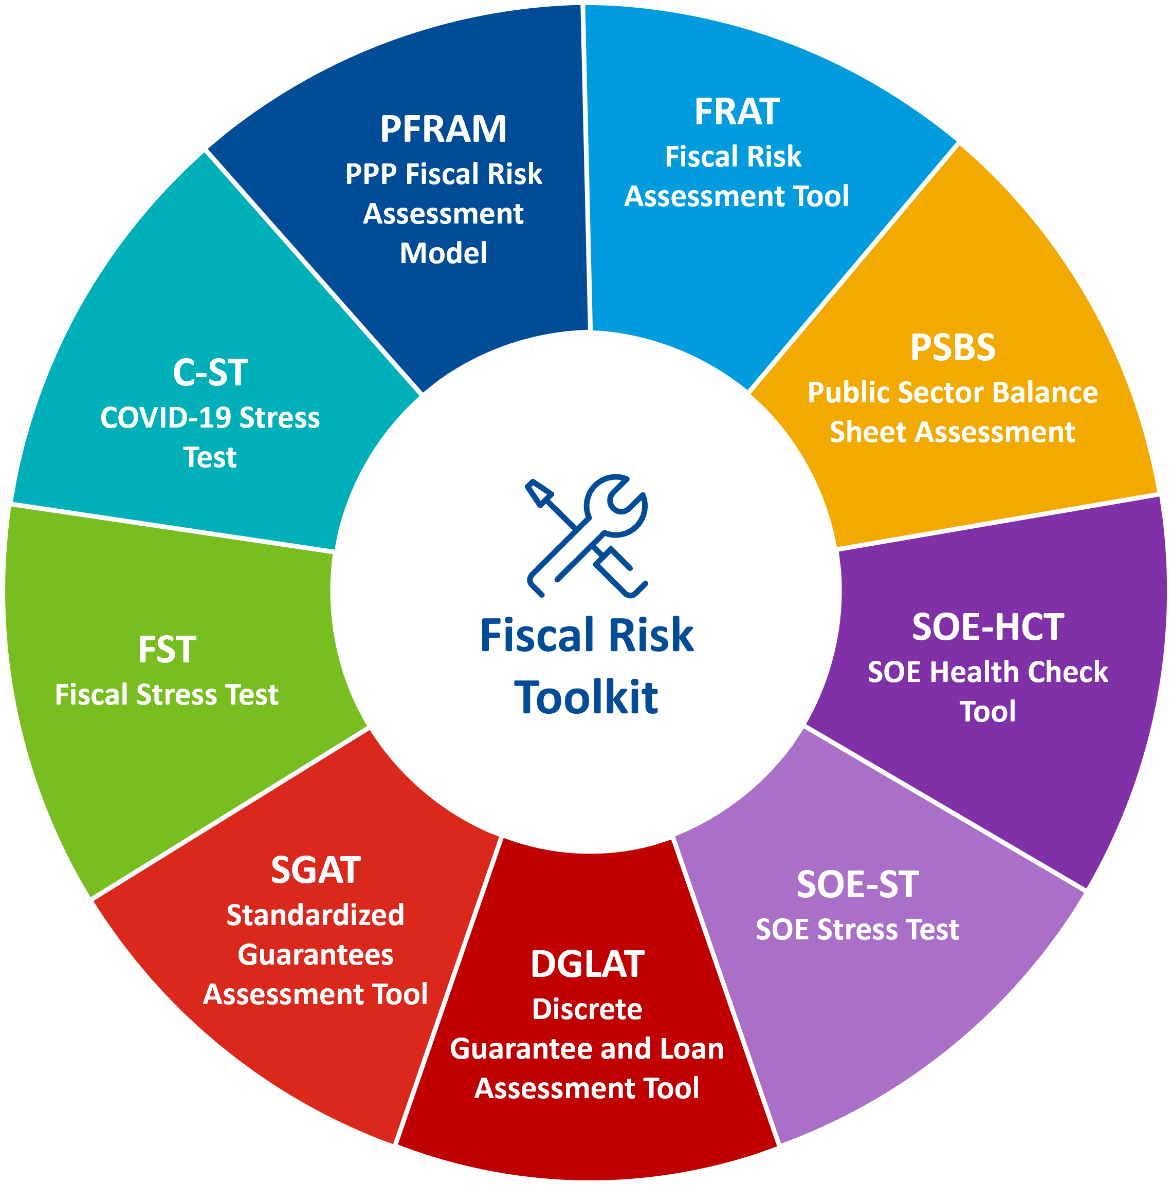 FRAT
Fiscal Risk
Assessment Tool
PSBS
Public Sector Balance
Sheet Assessment
SOE-HCT
SOE Health Check
Tool
SOE-ST
SOE Stress Test
DGLAT
Discrete
Guarantee and Loan
Assessment Tool
SGAT
Standardized
Guarantees
Assessment Tool
FST
Fiscal Stress Test
C-ST
COVID-19 Stress
Test
PFRAM
PPP Fiscal Risk
Assessment
Model
Fiscal Risk
Toolkit